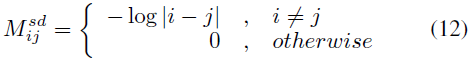 M_{ij}^{sd} = { − log |i − j| , i ≠ j
0 , otherwise (12)